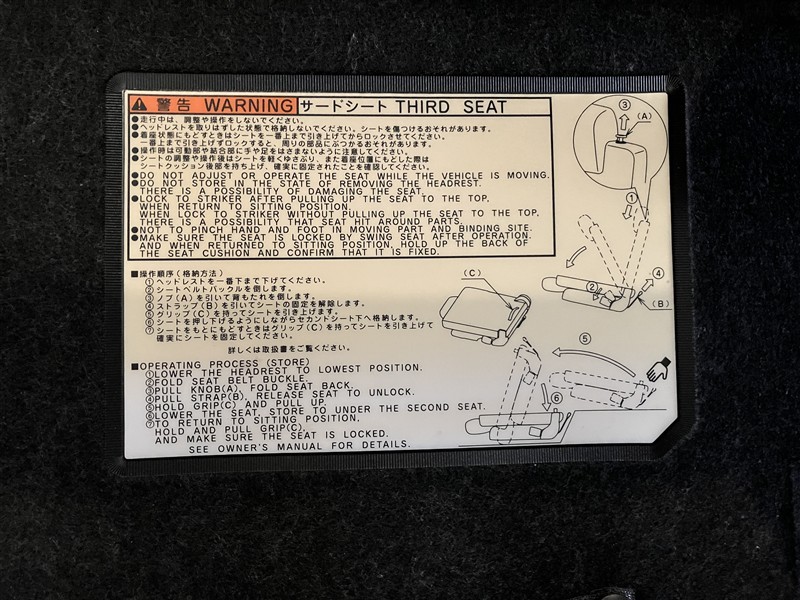 警告 WARNING サードシート THIRD SEAT
●走行中は、調整や操作をしないでください。
●ヘッドレストを取りはずした状態で格納しないでください。シートを傷つけるおそれがあります。
●着座状態にもどすときはシートを一番上まで引き上げてからロックさせてください。
一番上まで引き上げずロックすると、周りの部品にぶつかるおそれがあります。
●操作時は可動部や結合部に手や足をはさまないように注意してください。
●シートの調整や操作後はシートを軽くゆさぶり、また着座位置にもどした際は
シートクッション後部を持ち上げ、確実に固定されたことを確認してください。
●DO NOT ADJUST OR OPERATE THE SEAT WHILE THE VEHICLE IS MOVING.
●DO NOT STORE IN THE STATE OF REMOVING THE HEADREST.
THERE IS A POSSIBILITY OF DAMAGING THE SEAT.
●LOCK TO STRIKER AFTER PULLING UP THE SEAT TO THE TOP,
WHEN RETURN TO SITTING POSITION.
WHEN LOCK TO STRIKER WITHOUT PULLING UP THE SEAT TO THE TOP,
THERE IS A POSSIBILITY THAT SEAT HIT AROUND PARTS.
●NOT TO PINCH HAND AND FOOT IN MOVING PART AND BINDING SITE.
●MAKE SURE THE SEAT IS LOCKED BY SWING SEAT AFTER OPERATION.
AND WHEN RETURNED TO SITTING POSITION, HOLD UP THE BACK OF
THE SEAT CUSHION AND CONFIRM THAT IT IS FIXED.
■操作順序(格納方法)
①ヘッドレストを一番下まで下げてください。
②シートベルトバックルを倒します。
③ノブ(A)を引いて背もたれを倒します。
④ストラップ(B)を引いてシートの固定を解除します。
⑤グリップ(C)を持ってシートを引き上げます。
⑥シートを押し下げるようにしながらセカンドシート下へ格納します。
⑦シートをもとにもどすときはグリップ(C)を持ってシートを引き上げて
確実にシートを固定してください。
詳しくは取扱書をご覧ください。
■OPERATING PROCESS (STORE)
①LOWER THE HEADREST TO LOWEST POSITION.
②FOLD SEAT BELT BUCKLE.
③PULL KNOB(A), FOLD SEAT BACK.
④PULL STRAP(B), RELEASE SEAT TO UNLOCK.
⑤HOLD GRIP(C) AND PULL UP.
⑥LOWER THE SEAT, STORE TO UNDER THE SECOND SEAT.
⑦TO RETURN TO SITTING POSITION,
HOLD AND PULL GRIP(C),
AND MAKE SURE THE SEAT IS LOCKED.
SEE OWNER'S MANUAL FOR DETAILS.
③
(A)
①
④
②
(B)
(C)
⑤
⑥